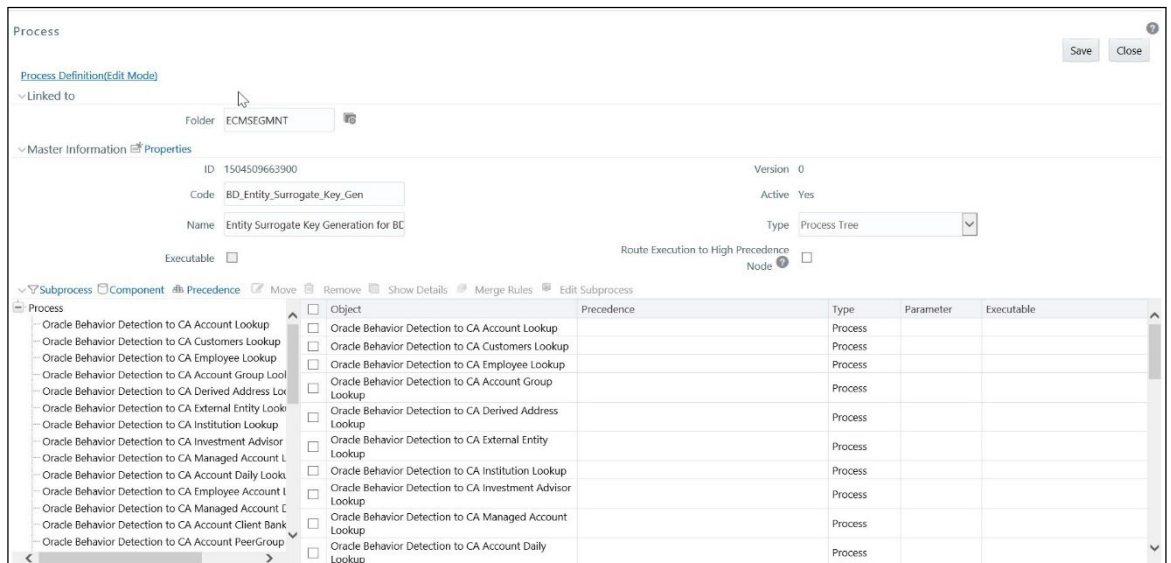 Process
Save Close
Process Definition(Edit Mode)
Linked to
Folder ECMSEGMNT
Master Information Properties
ID 1504509663900 Version 0
Code BD_Entity_Surrogate_Key_Gen Active Yes
Name Entity Surrogate Key Generation for BD Type Process Tree
Executable Route Execution to High Precedence
Node
Subprocess Component Precedence Move Remove Show Details Merge Rules Edit Subprocess
Process
Oracle Behavior Detection to CA Account Lookup
Oracle Behavior Detection to CA Customers Lookup
Oracle Behavior Detection to CA Employee Lookup
Oracle Behavior Detection to CA Account Group Lool
Oracle Behavior Detection to CA Derived Address Loo
Oracle Behavior Detection to CA External Entity Look
Oracle Behavior Detection to CA Institution Lookup
Oracle Behavior Detection to CA Investment Advisor
Oracle Behavior Detection to CA Managed Account L
Oracle Behavior Detection to CA Account Daily Looku
Oracle Behavior Detection to CA Employee Account L
Oracle Behavior Detection to CA Managed Account D
Oracle Behavior Detection to CA Account Client Bank
Oracle Behavior Detection to CA Account PeerGroup
Object Precedence Type Parameter Executable
Oracle Behavior Detection to CA Account Lookup Process
Oracle Behavior Detection to CA Customers Lookup Process
Oracle Behavior Detection to CA Employee Lookup Process
Oracle Behavior Detection to CA Account Group
Lookup Process
Oracle Behavior Detection to CA Derived Address
Lookup Process
Oracle Behavior Detection to CA External Entity
Lookup Process
Oracle Behavior Detection to CA Institution Lookup Process
Oracle Behavior Detection to CA Investment Advisor
Lookup Process
Oracle Behavior Detection to CA Managed Account
Lookup Process
Oracle Behavior Detection to CA Account Daily
Lookup Process